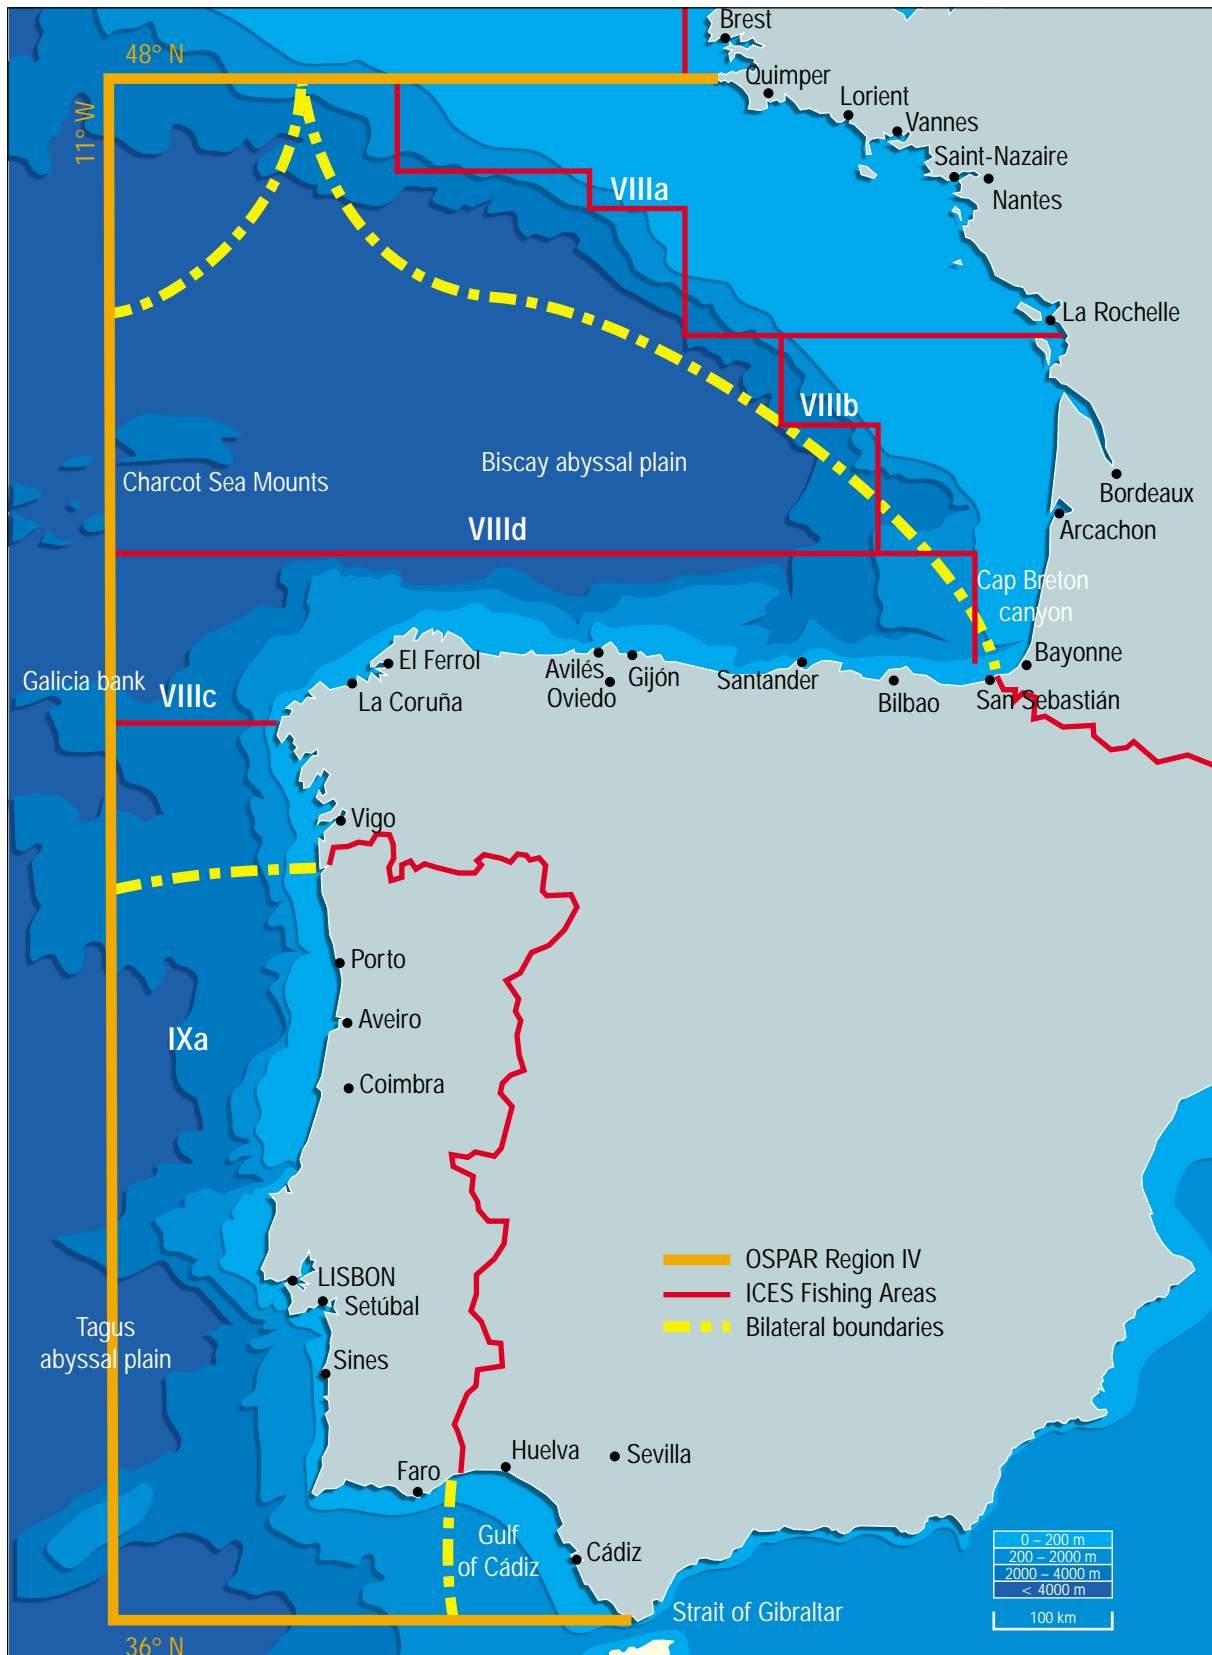 Brest
48° N
Quimper
11° W
Lorient
Vannes
Saint-Nazaire
VIIIa
Nantes
La Rochelle
VIIIb
Biscay abyssal plain
Charcot Sea Mounts
Bordeaux
VIIId
Arcachon
Cap Breton
canyon
El Ferrol
Avilés
Gijón
Santander
Bayonne
Galicia bank
VIIIc
La Coruña
Oviedo
Bilbao
San Sebastián
Vigo
Porto
Aveiro
IXa
Coimbra
OSPAR Region IV
LISBON
ICES Fishing Areas
Setúbal
Bilateral boundaries
Tagus
abyssal plain
Sines
Huelva
Sevilla
Faro
Gulf
of Cádiz
Cádiz
0 – 200 m
200 – 2000 m
2000 – 4000 m
< 4000 m
Strait of Gibraltar
100 km
36° N